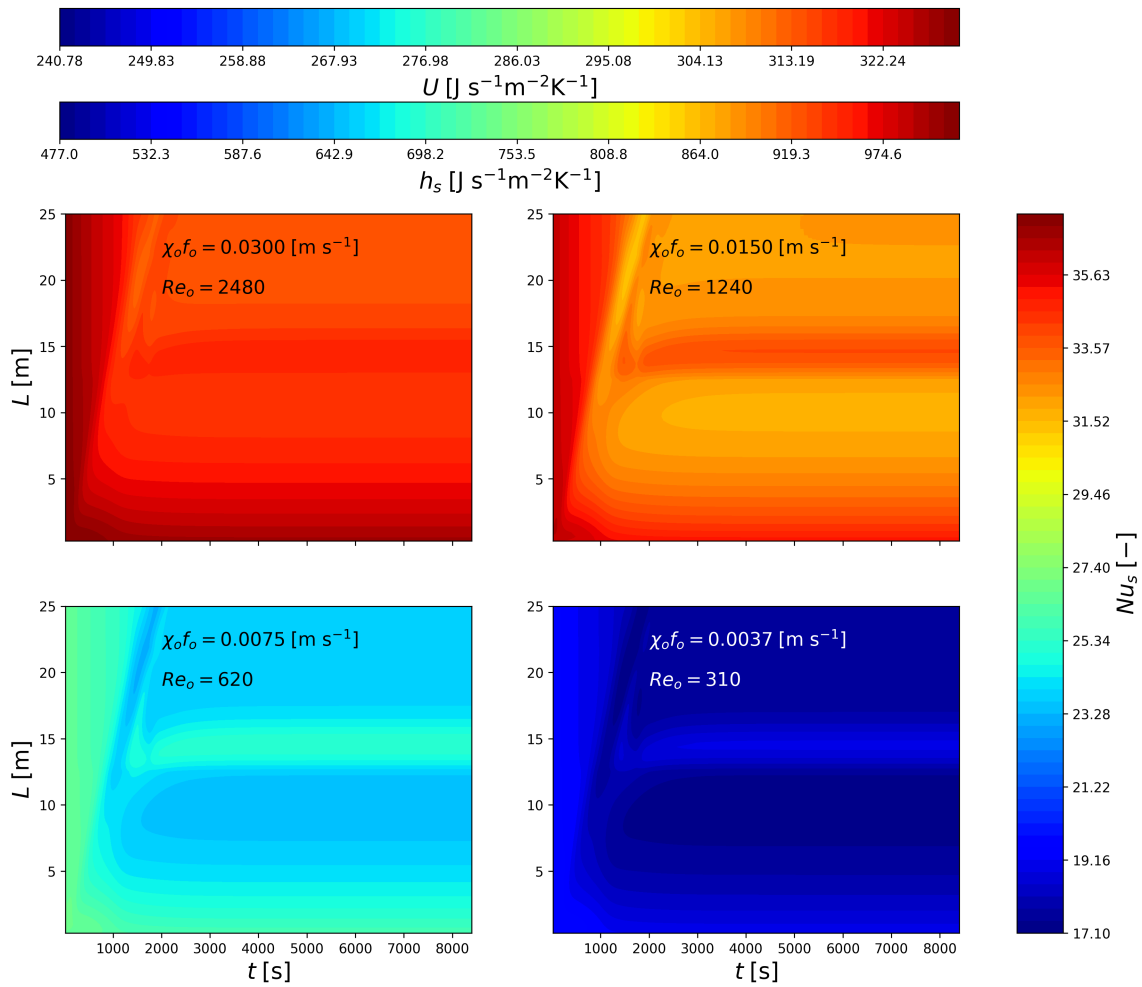 240.78 249.83 258.88 267.93 276.98 286.03 295.08 304.13 313.19 322.24
U [J s⁻¹m⁻²K⁻¹]
477.0 532.3 587.6 642.9 698.2 753.5 808.8 864.0 919.3 974.6
hₛ [J s⁻¹m⁻²K⁻¹]
25
20
15
10
5
L [m]
χₒfₒ = 0.0300 [m s⁻¹]
Reₒ = 2480
25
20
15
10
5
χₒfₒ = 0.0150 [m s⁻¹]
Reₒ = 1240
25
20
15
10
5
L [m]
χₒfₒ = 0.0075 [m s⁻¹]
Reₒ = 620
1000 2000 3000 4000 5000 6000 7000 8000
t [s]
25
20
15
10
5
χₒfₒ = 0.0037 [m s⁻¹]
Reₒ = 310
1000 2000 3000 4000 5000 6000 7000 8000
t [s]
35.63
33.57
31.52
29.46
27.40
25.34
23.28
21.22
19.16
17.10
Nuₛ [−]